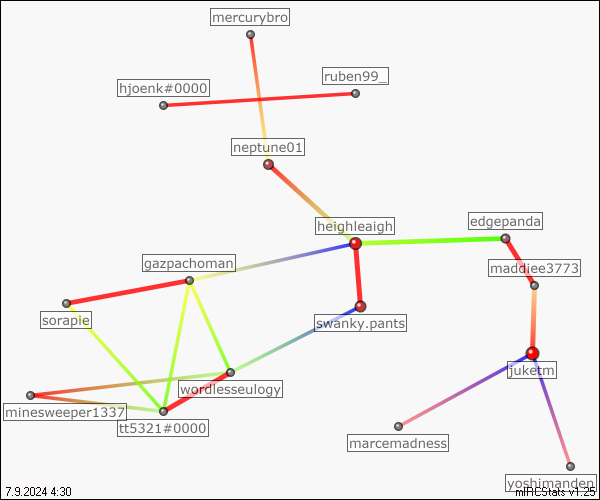 mercurybro
ruben99_
hjoenk#0000
neptune01
heighleaigh
edgepanda
gazpachoman
maddiee3773
sorapie
swanky.pants
juketm
wordlesseulogy
minesweeper1337
tt5321#0000
marcemadness
yoshimanden
7.9.2024 4:30
mIRCStats v1.25